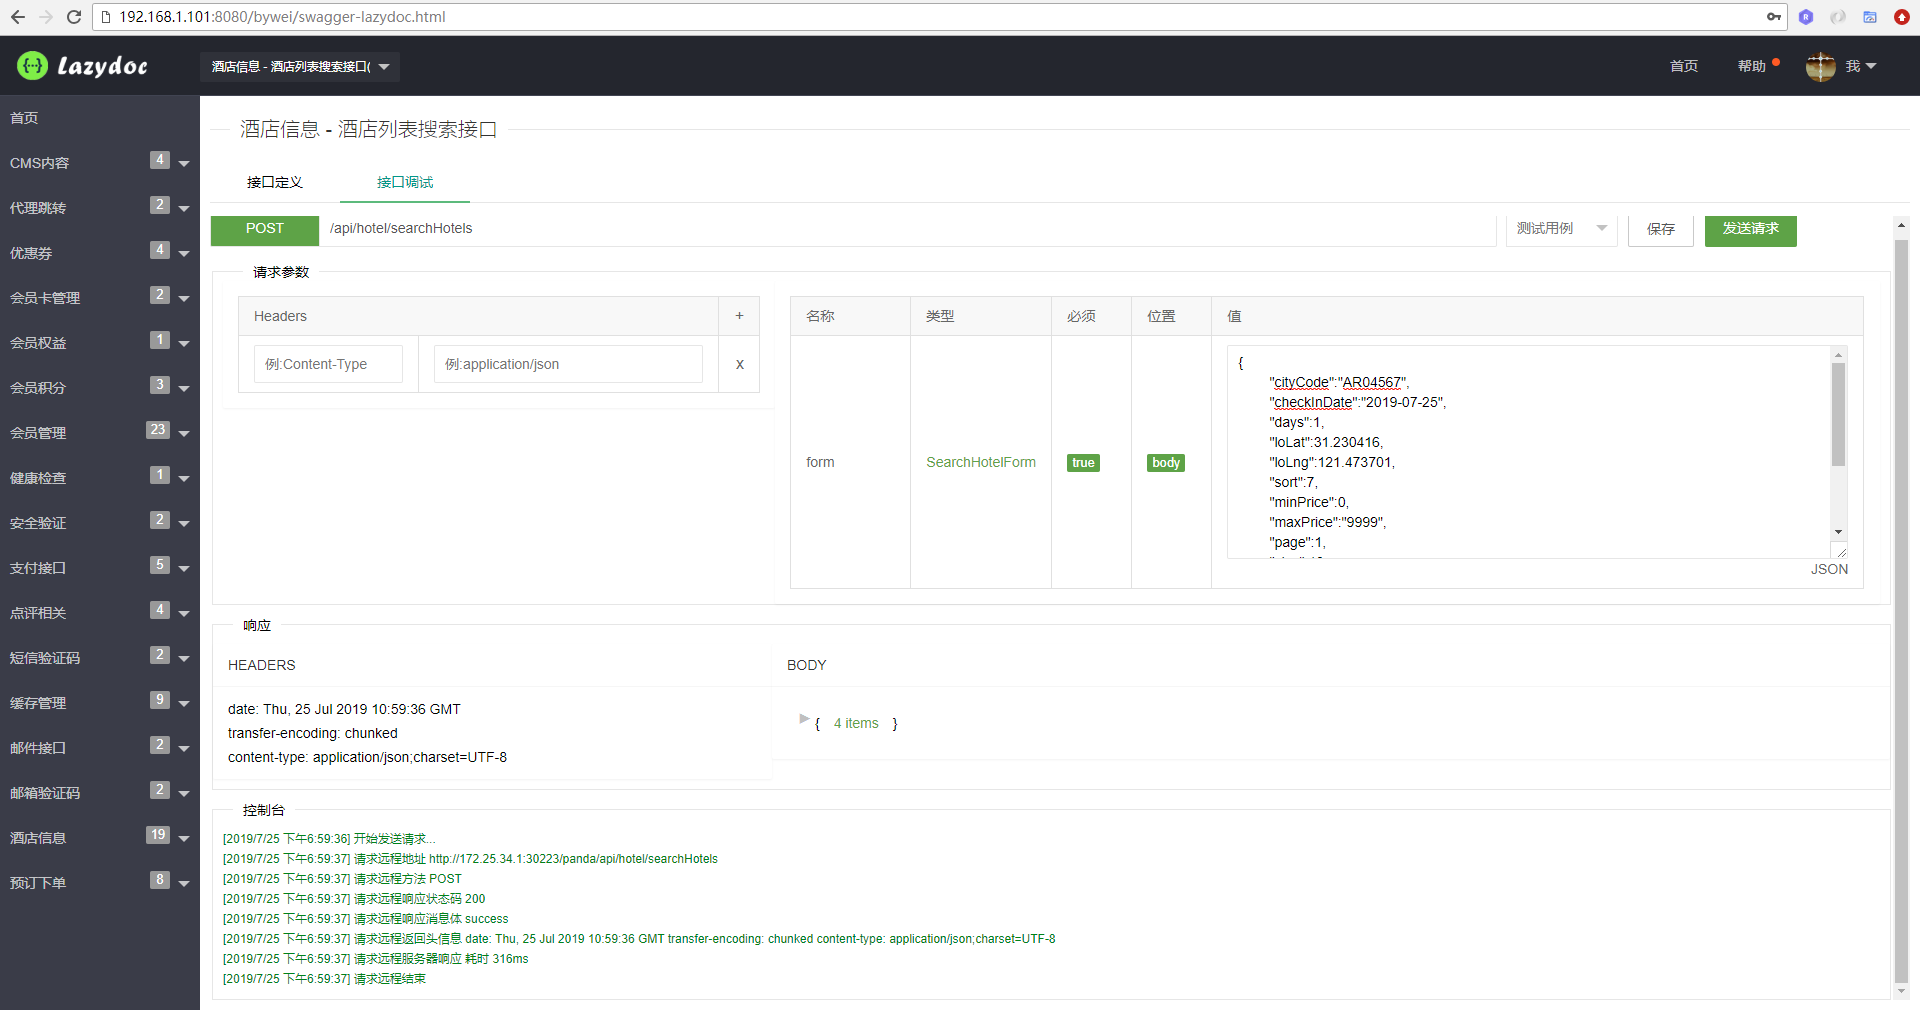 192.168.1.101:8080/bywei/swagger-lazydoc.html
Lazydoc
酒店信息 - 酒店列表搜索接口(
首页
帮助
我
首页
CMS内容 4
代理跳转 2
优惠券 4
会员卡管理 2
会员权益 1
会员积分 3
会员管理 23
健康检查 1
安全验证 2
支付接口 5
点评相关 4
短信验证码 2
缓存管理 9
邮件接口 2
邮箱验证码 2
酒店信息 19
预订下单 8
酒店信息 - 酒店列表搜索接口
接口定义 接口调试
POST /api/hotel/searchHotels 测试用例 保存 发送请求
请求参数
Headers +
例:Content-Type 例:application/json x
名称 类型 必须 位置 值
form SearchHotelForm true body
{
"cityCode":"AR04567",
"checkInDate":"2019-07-25",
"days":1,
"loLat":31.230416,
"loLng":121.473701,
"sort":7,
"minPrice":0,
"maxPrice":"9999",
"page":1,
JSON
响应
HEADERS
date: Thu, 25 Jul 2019 10:59:36 GMT
transfer-encoding: chunked
content-type: application/json;charset=UTF-8
BODY
{ 4 items }
控制台
[2019/7/25 下午6:59:36] 开始发送请求...
[2019/7/25 下午6:59:37] 请求远程地址 http://172.25.34.1:30223/panda/api/hotel/searchHotels
[2019/7/25 下午6:59:37] 请求远程方法 POST
[2019/7/25 下午6:59:37] 请求远程响应状态码 200
[2019/7/25 下午6:59:37] 请求远程响应消息体 success
[2019/7/25 下午6:59:37] 请求远程返回头信息 date: Thu, 25 Jul 2019 10:59:36 GMT transfer-encoding: chunked content-type: application/json;charset=UTF-8
[2019/7/25 下午6:59:37] 请求远程服务器响应 耗时 316ms
[2019/7/25 下午6:59:37] 请求远程结束